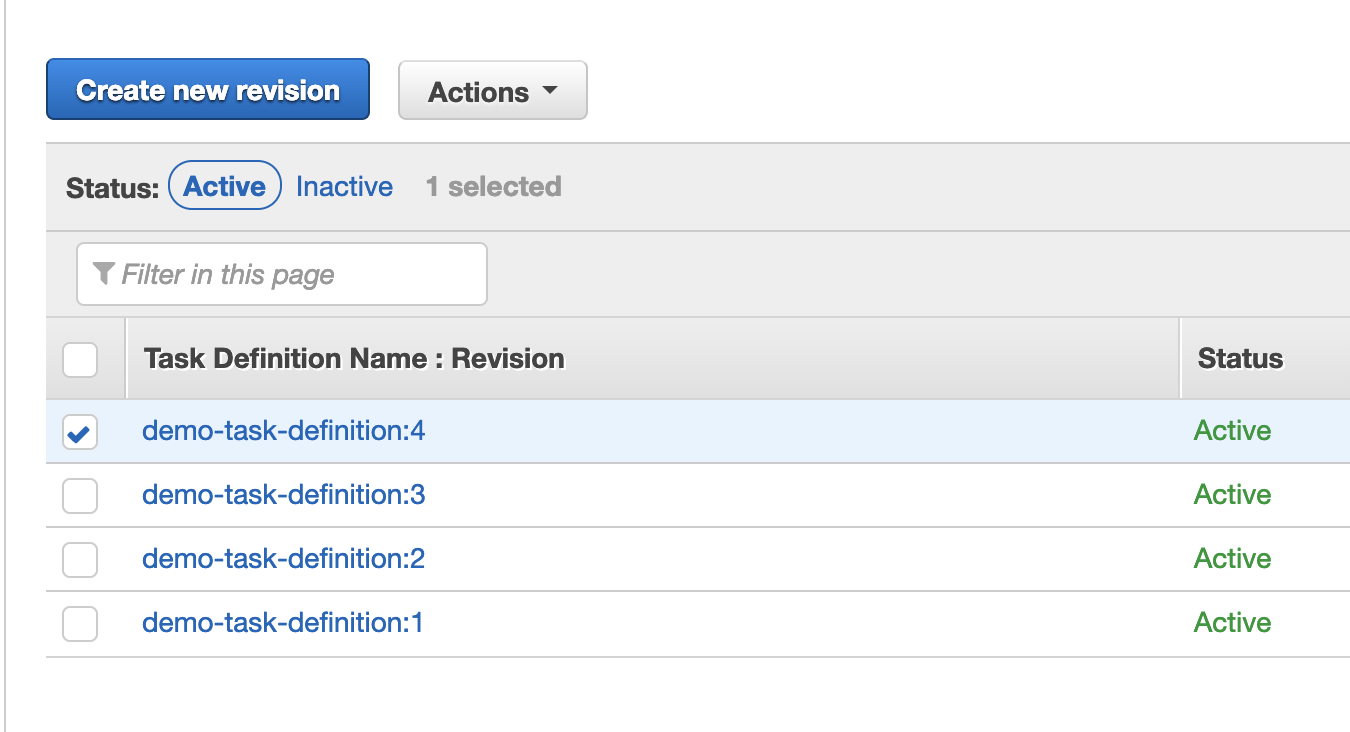 Create new revision Actions
Status: Active Inactive 1 selected
Filter in this page
Task Definition Name : Revision Status
demo-task-definition:4 Active
demo-task-definition:3 Active
demo-task-definition:2 Active
demo-task-definition:1 Active